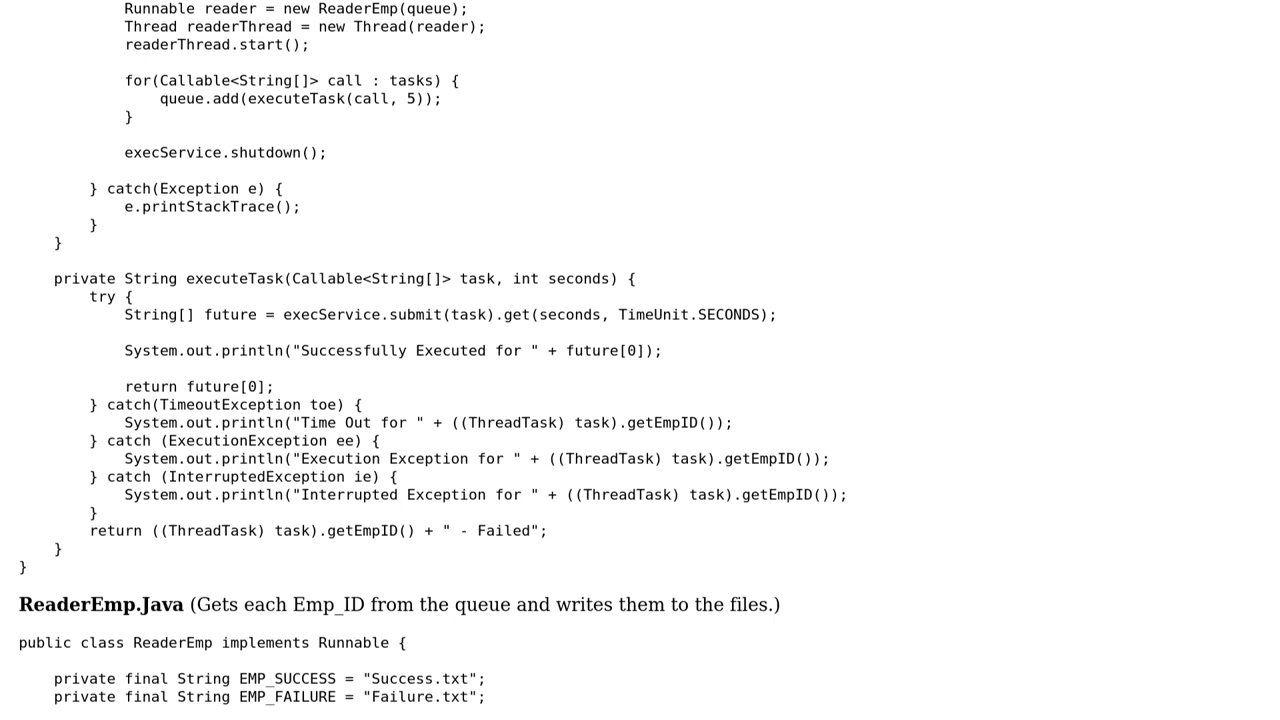 Runnable reader = new ReaderEmp(queue);
            Thread readerThread = new Thread(reader);
            readerThread.start();

            for(Callable<String[]> call : tasks) {
                queue.add(executeTask(call, 5));
            }

            execService.shutdown();

        } catch(Exception e) {
            e.printStackTrace();
        }
    }

    private String executeTask(Callable<String[]> task, int seconds) {
        try {
            String[] future = execService.submit(task).get(seconds, TimeUnit.SECONDS);

            System.out.println("Successfully Executed for " + future[0]);

            return future[0];
        } catch(TimeoutException toe) {
            System.out.println("Time Out for " + ((ThreadTask) task).getEmpID());
        } catch (ExecutionException ee) {
            System.out.println("Execution Exception for " + ((ThreadTask) task).getEmpID());
        } catch (InterruptedException ie) {
            System.out.println("Interrupted Exception for " + ((ThreadTask) task).getEmpID());
        }
        return ((ThreadTask) task).getEmpID() + " - Failed";
    }
}
ReaderEmp.Java (Gets each Emp_ID from the queue and writes them to the files.)
public class ReaderEmp implements Runnable {

    private final String EMP_SUCCESS = "Success.txt";
    private final String EMP_FAILURE = "Failure.txt";